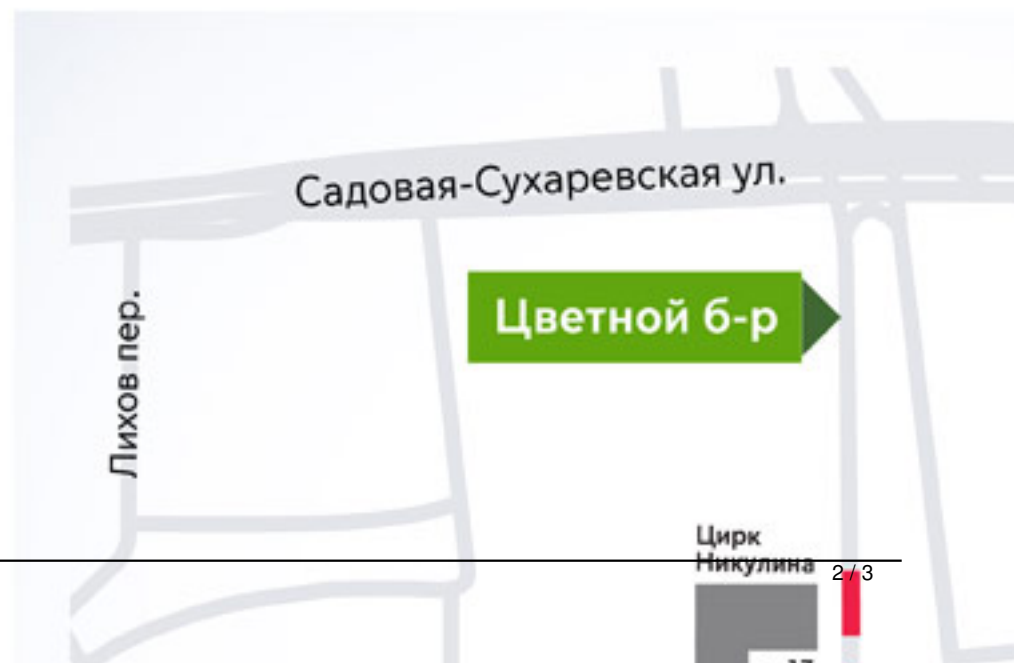 Садовая-Сухаревская ул.
Цветной б-р
Лихов пер.
Цирк
Никулина
2 / 3